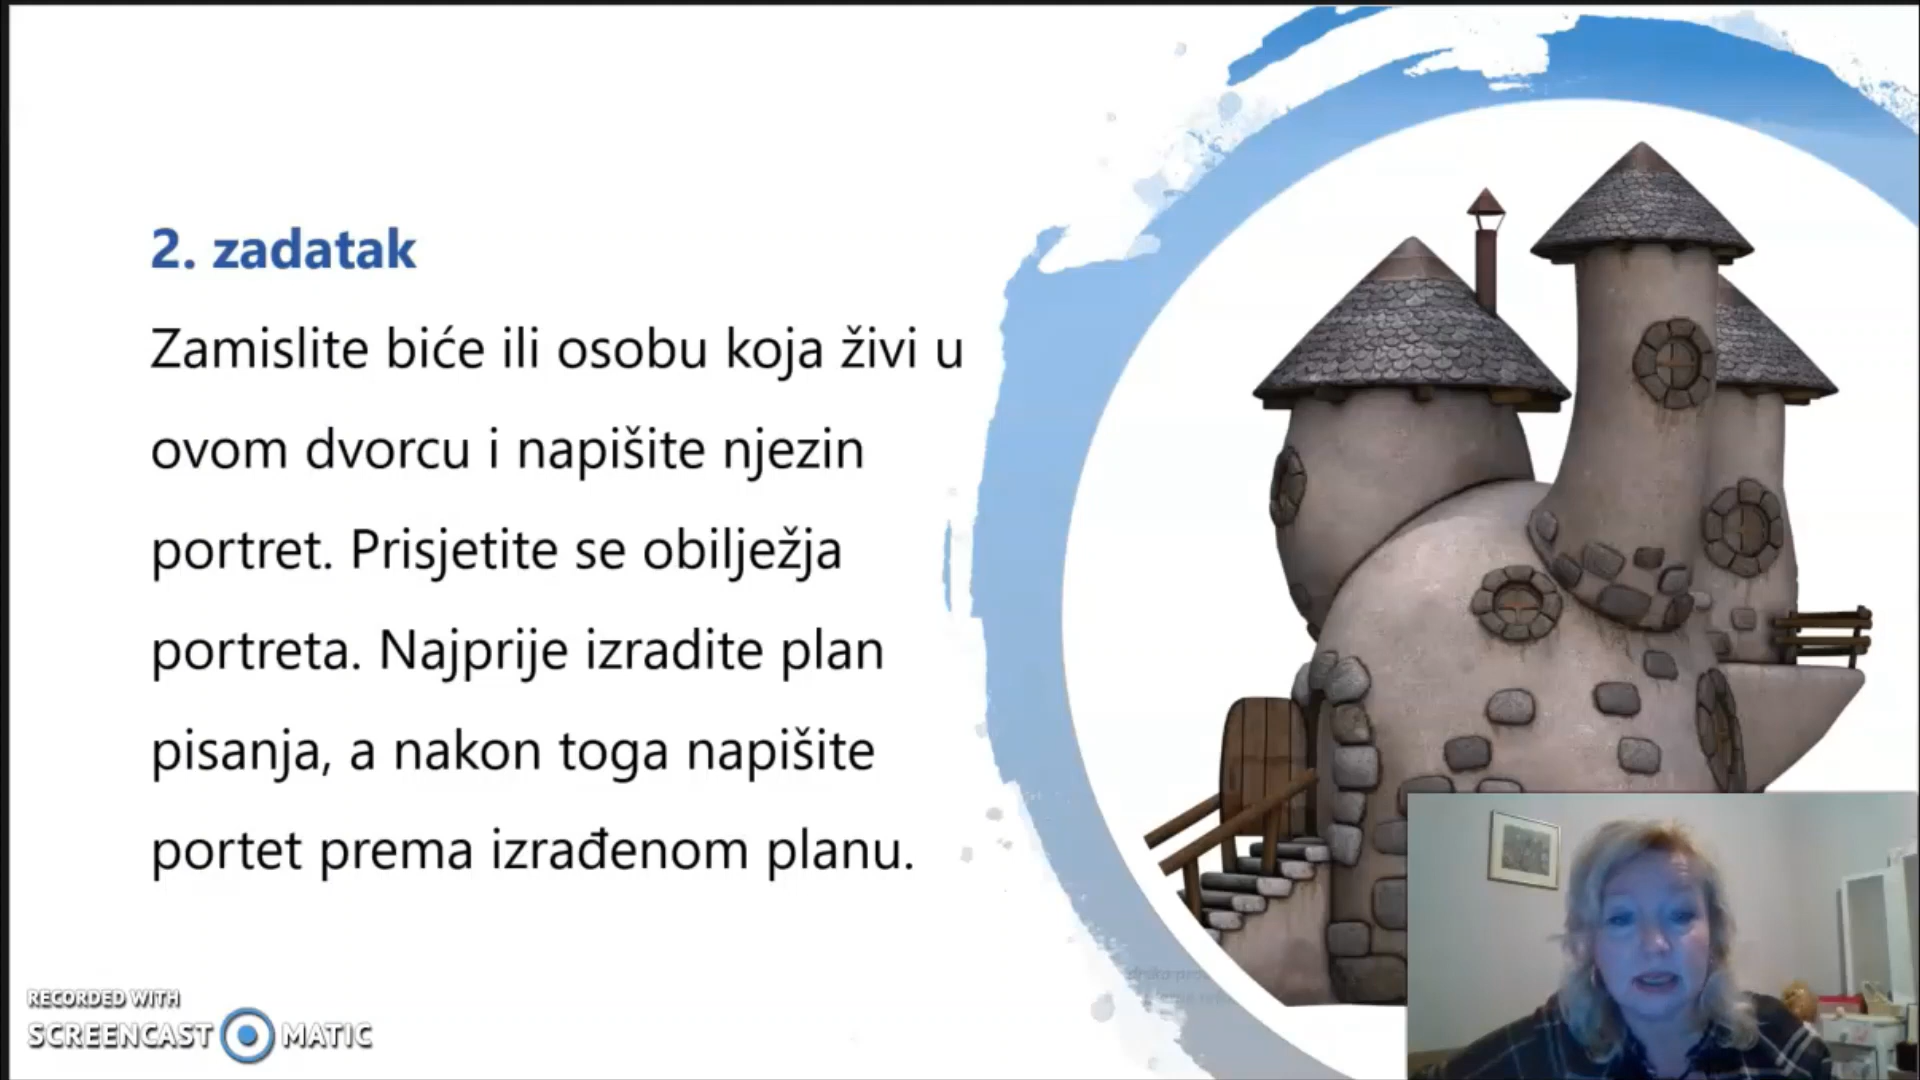 2. zadatak
Zamislite biće ili osobu koja živi u
ovom dvorcu i napišite njezin
portret. Prisjetite se obilježja
portreta. Najprije izradite plan
pisanja, a nakon toga napišite
portet prema izrađenom planu.
RECORDED WITH
SCREENCAST MATIC